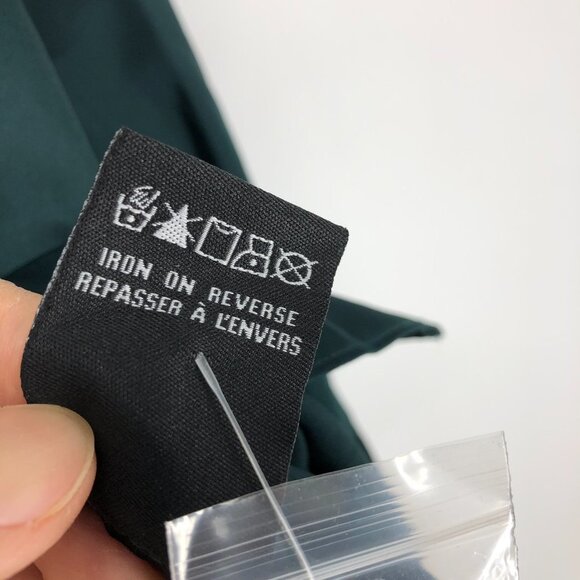 IRON ON REVERSE
REPASSER À L'ENVERS